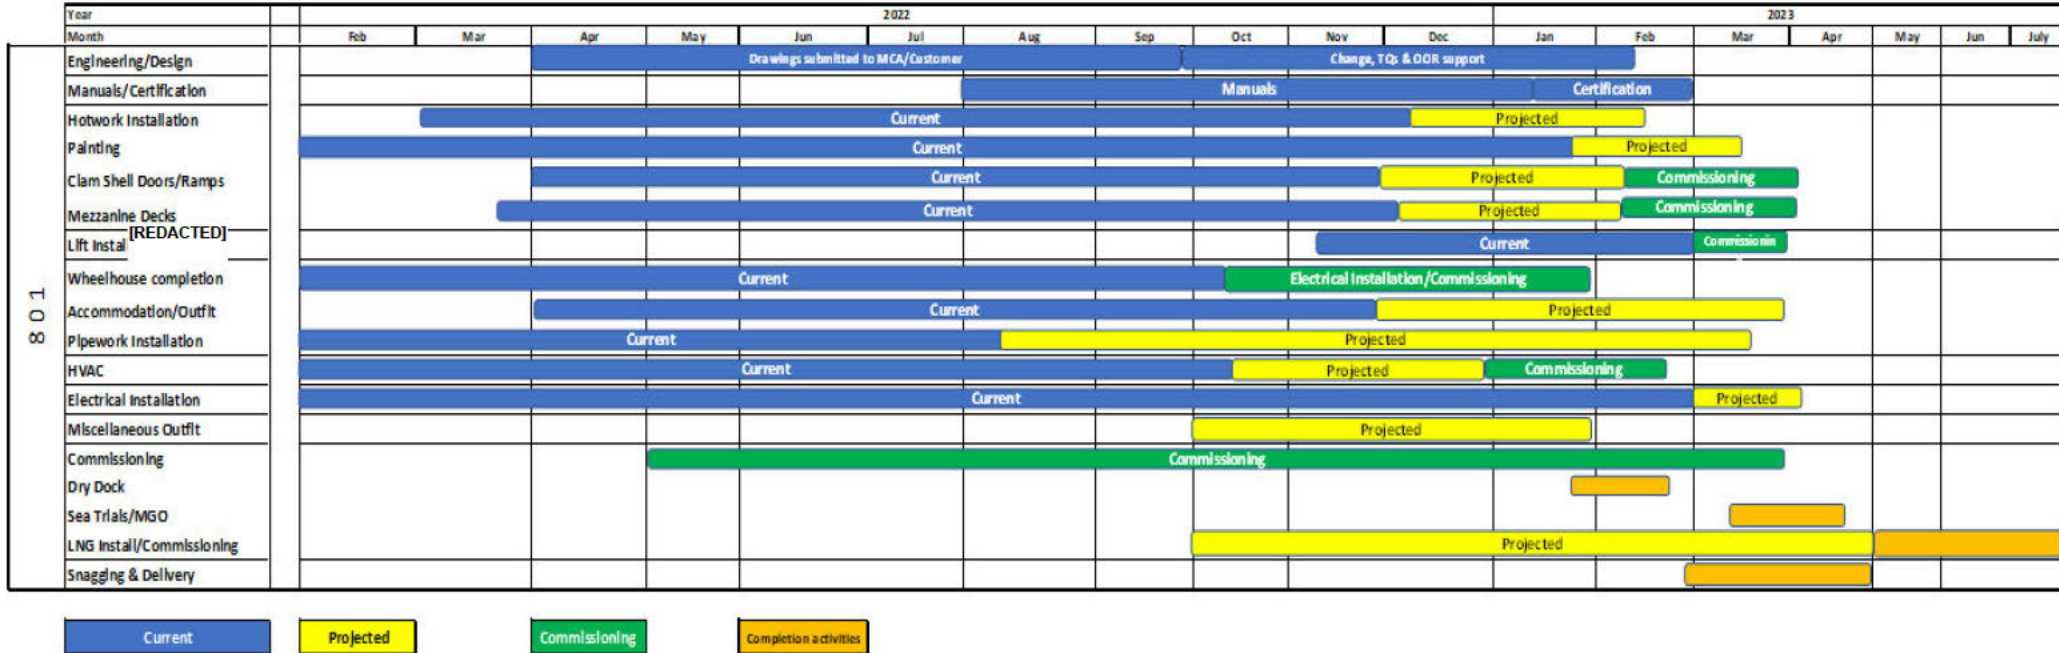 Year 2022 2023
Month Feb Mar Apr May Jun Jul Aug Sep Oct Nov Dec Jan Feb Mar Apr May Jun July
801
Engineering/Design Drawings submitted to MCA/Customer Change, TQs & OOR support
Manuals/Certification Manuals Certification
Hotwork Installation Current Projected
Painting Current Projected
Clam Shell Doors/Ramps Current Projected Commissioning
Mezzanine Decks Current Projected Commissioning
Lift Instal [REDACTED] Current Commissionin
Wheelhouse completion Current Electrical Installation/Commissioning
Accommodation/Outfit Current Projected
Pipework Installation Current Projected
HVAC Current Projected Commissioning
Electrical Installation Current Projected
Miscellaneous Outfit Projected
Commissioning Commissioning
Dry Dock
Sea Trials/MGO
LNG Install/Commissioning Projected
Snagging & Delivery
Current Projected Commissioning Completion activities